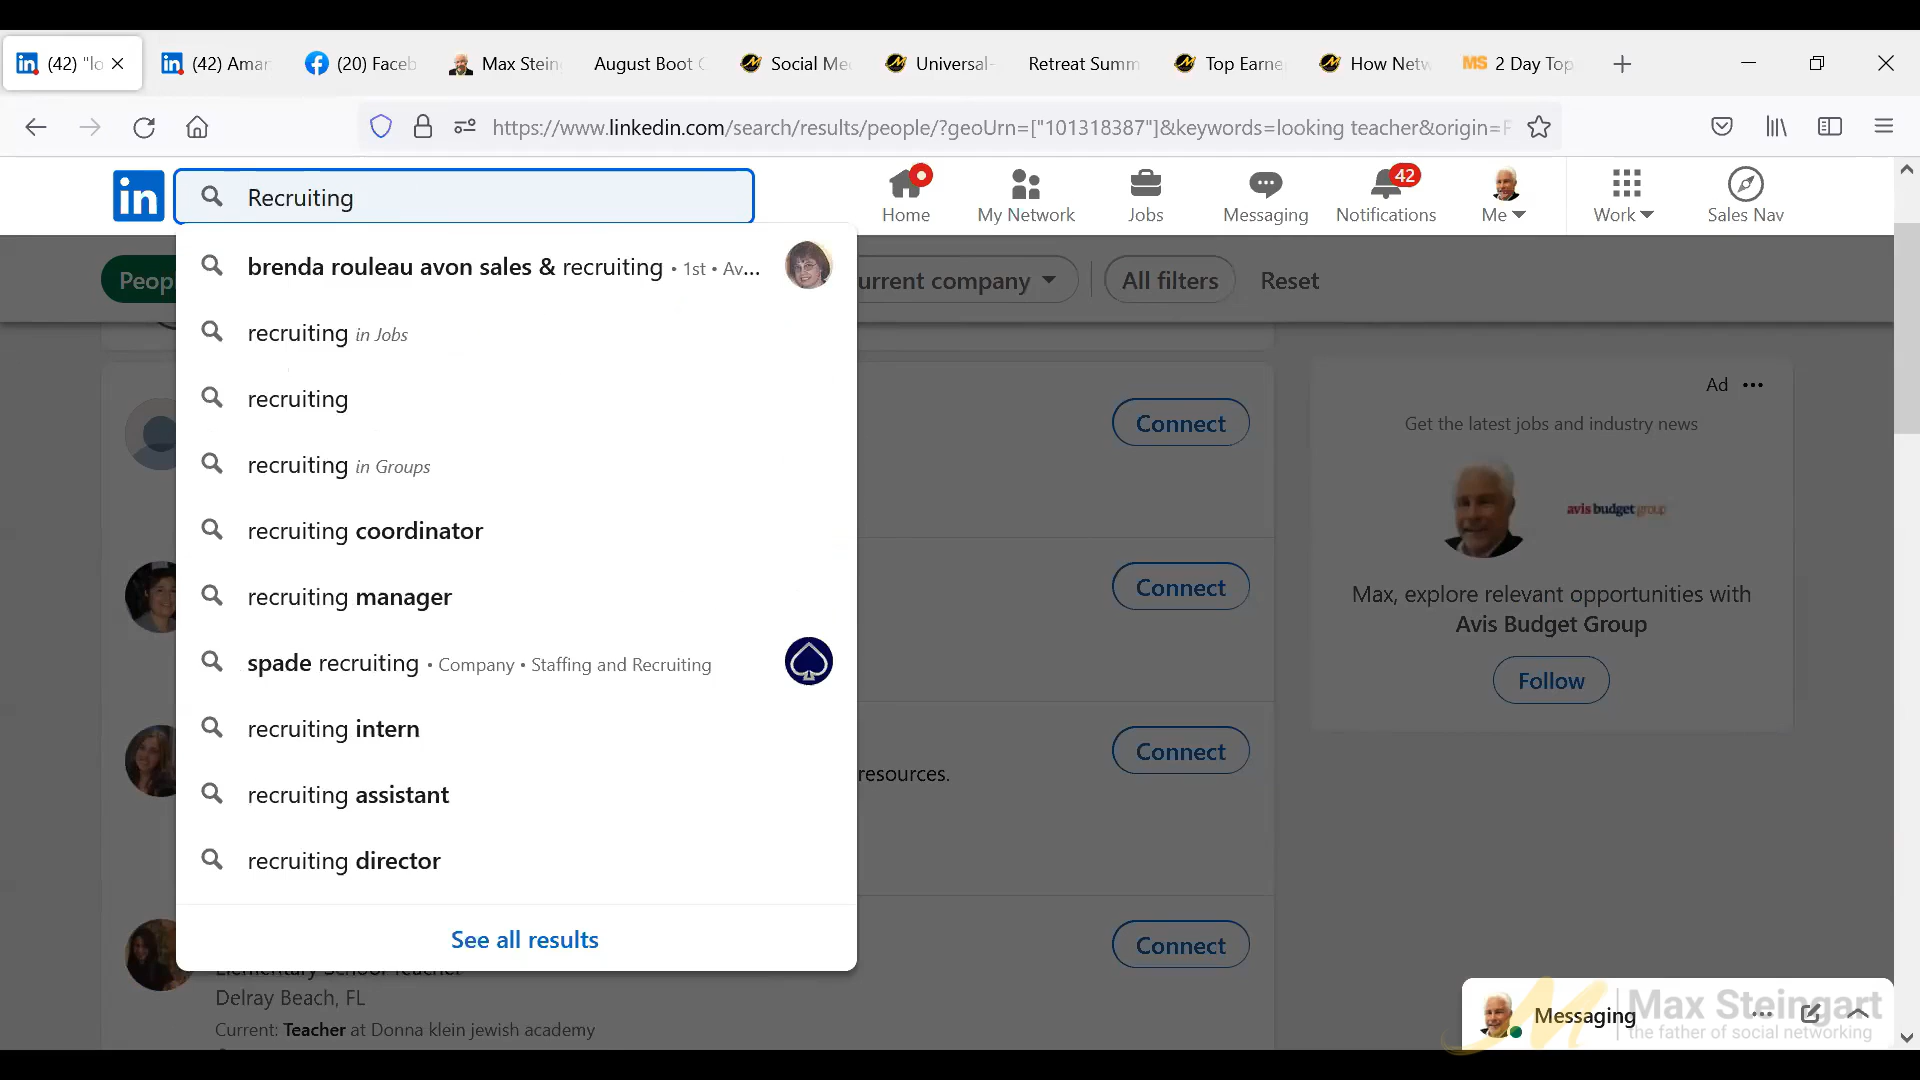 (42) "lo
(42) Amar
(20) Faceb
Max Stein
August Boot C
Social Me
Universal-
Retreat Summ
Top Earne
How Netw
MS 2 Day Top
https://www.linkedin.com/search/results/people/?geoUrn=["101318387"]&keywords=looking teacher&origin=F
in
Recruiting
Home
My Network
Jobs
Messaging
42
Notifications
Me
Work
Sales Nav
Peopl
urrent company
All filters
Reset
brenda rouleau avon sales & recruiting • 1st • Av...
recruiting in Jobs
recruiting
recruiting in Groups
recruiting coordinator
recruiting manager
spade recruiting • Company • Staffing and Recruiting
recruiting intern
recruiting assistant
recruiting director
See all results
Connect
Connect
resources.
Connect
Connect
Elementary School Teacher
Delray Beach, FL
Current: Teacher at Donna klein jewish academy
Ad
Get the latest jobs and industry news
avis budget group
Max, explore relevant opportunities with
Avis Budget Group
Follow
Messaging
Max Steingart
the father of social networking